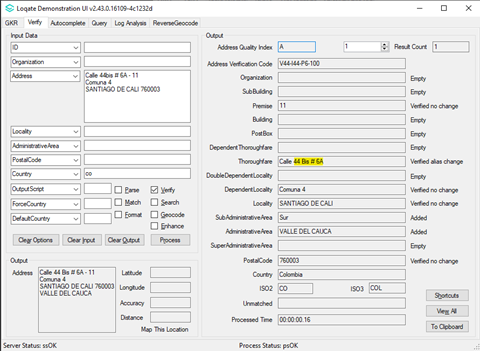 Loqate Demonstration UI v2.43.0.16109-4c1232d
GKR Verify Autocomplete Query Log Analysis ReverseGeocode
Input Data
ID
Organization
Address
Calle 44bis # 6A - 11
Comuna 4
SANTIAGO DE CALI 760003
Locality
AdministrativeArea
PostalCode
Country co
OutputScript Parse Verify
ForceCountry Match Search
DefaultCountry Format Geocode
Enhance
Clear Options Clear Input Clear Output Process
Output
Address
Calle 44 Bis # 6A - 11
Comuna 4
SANTIAGO DE CALI 760003
VALLE DEL CAUCA
Latitude
Longitude
Accuracy
Distance
Map This Location
Output
Address Quality Index A 1 Result Count 1
Address Verification Code V44-I44-P6-100
Organization Empty
SubBuilding Empty
Premise 11 Verified no change
Building Empty
PostBox Empty
DependentThoroughfare Empty
Thoroughfare Calle 44 Bis # 6A Verified alias change
DoubleDependentLocality Empty
DependentLocality Comuna 4 Verified no change
Locality SANTIAGO DE CALI Verified no change
SubAdministrativeArea Sur Added
AdministrativeArea VALLE DEL CAUCA Added
SuperAdministrativeArea Empty
PostalCode 760003 Verified no change
Country Colombia
ISO2 CO ISO3 COL
Unmatched
Processed Time 00:00:00.16
Shortcuts
View All
To Clipboard
Server Status: ssOK Process Status: psOK